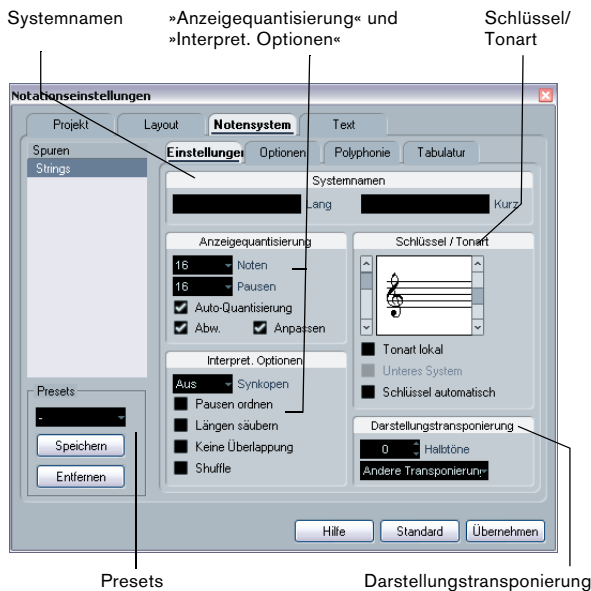 Systemnamen
»Anzeigequantisierung« und
»Interpret. Optionen«
Schlüssel/
Tonart
Notationseinstellungen
Projekt
Layout
Notensystem
Text
Spuren
Strings
Einstellunger
Optionen
Polyphonie
Tabulatur
Systemnamen
Lang
Kurz
Anzeigequantisierung
16 Noten
16 Pausen
Auto-Quantisierung
Abw. Anpassen
Schlüssel / Tonart
Tonart lokal
Unteres System
Schlüssel automatisch
Interpret. Optionen
Aus Synkopen
Pausen ordnen
Längen säubern
Keine Überlappung
Shuffle
Darstellungstransponierung
0 Halbtöne
Andere Transponierun
Presets
-
Speichern
Entfernen
Hilfe
Standard
Übernehmen
Presets
Darstellungstransponierung